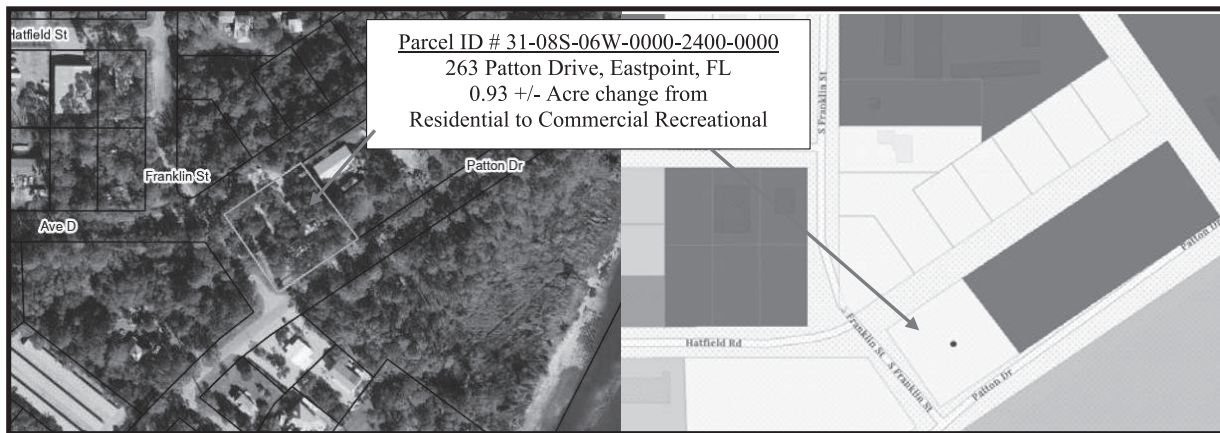 Hatfield St
Parcel ID # 31-08S-06W-0000-2400-0000
263 Patton Drive, Eastpoint, FL
0.93 +/- Acre change from
Residential to Commercial Recreational
Franklin St
Patton Dr
Ave D
S Franklin St
Patton Dr
Hatfield Rd
Franklin St
S Franklin St
Patton Dr